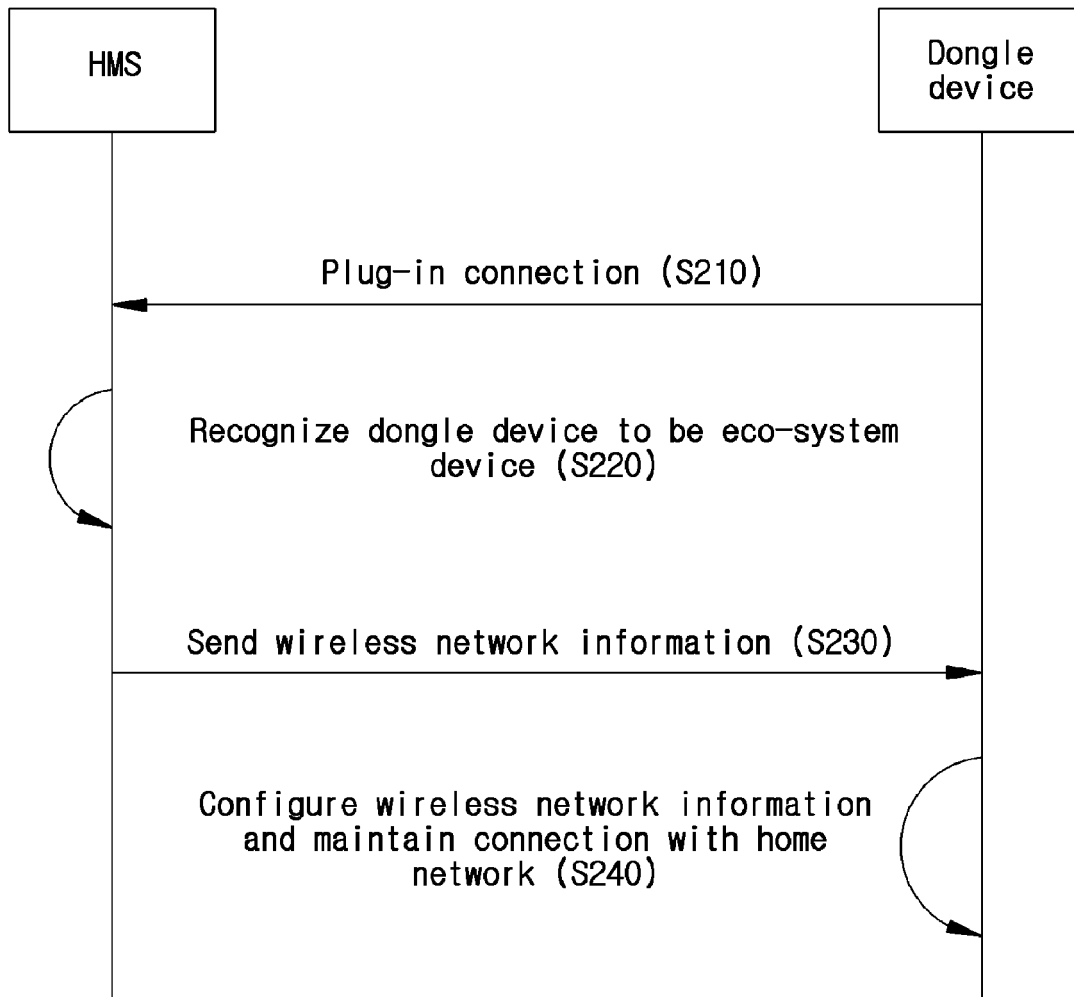 HMS
Dongle
device
Plug-in connection (S210)
Recognize dongle device to be eco-system
device (S220)
Send wireless network information (S230)
Configure wireless network information
and maintain connection with home
network (S240)